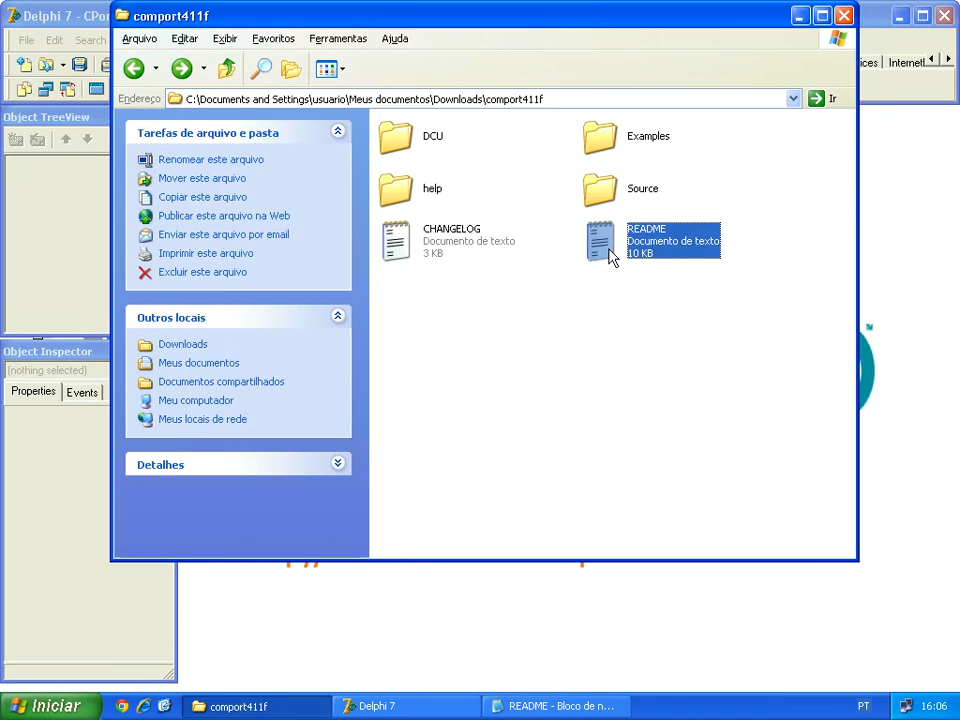 Delphi 7 - CPor
File Edit Search
ices Internet
Object TreeView
Object Inspector
(nothing selected)
Properties Events
comport411f
Arquivo Editar Exibir Favoritos Ferramentas Ajuda
Endereço C:\Documents and Settings\usuario\Meus documentos\Downloads\comport411f Ir
Tarefas de arquivo e pasta
Renomear este arquivo
Mover este arquivo
Copiar este arquivo
Publicar este arquivo na Web
Enviar este arquivo por email
Imprimir este arquivo
Excluir este arquivo
Outros locais
Downloads
Meus documentos
Documentos compartilhados
Meu computador
Meus locais de rede
Detalhes
DCU
Examples
help
Source
CHANGELOG
Documento de texto
3 KB
README
Documento de texto
10 KB
TM
Iniciar comport411f Delphi 7 README - Bloco de n... PT 16:06